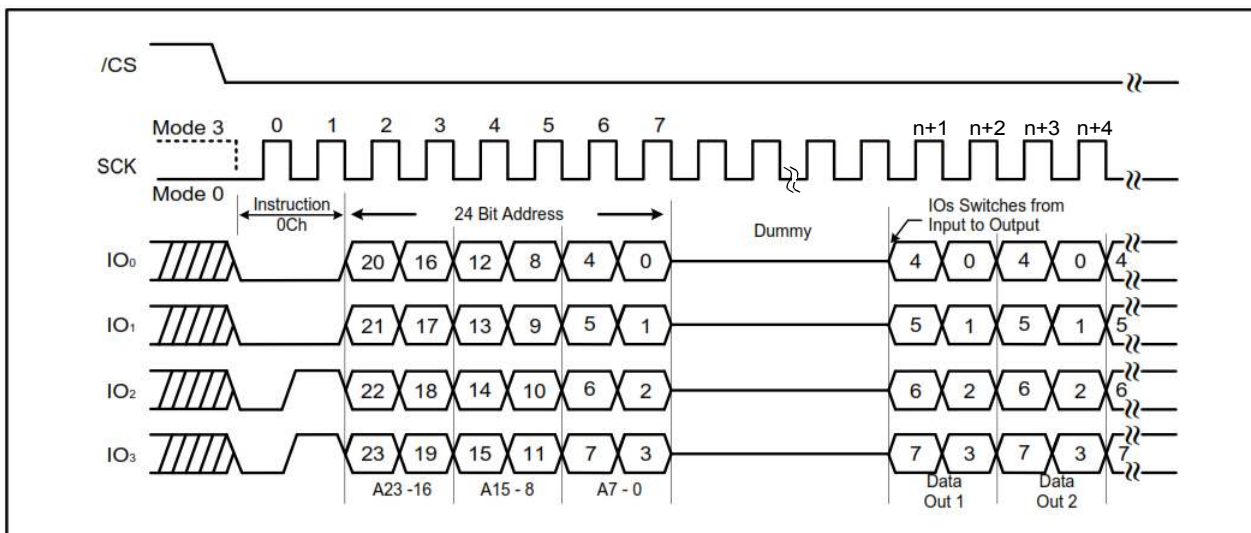 /CS
Mode 3 0 1 2 3 4 5 6 7 n+1 n+2 n+3 n+4
SCK
Mode 0
Instruction
0Ch
24 Bit Address
Dummy
IOs Switches from
Input to Output
IO₀ 20 16 12 8 4 0 4 0 4 0 4
IO₁ 21 17 13 9 5 1 5 1 5 1 5
IO₂ 22 18 14 10 6 2 6 2 6 2 6
IO₃ 23 19 15 11 7 3 7 3 7 3 7
A23 -16 A15 - 8 A7 - 0
Data
Out 1
Data
Out 2